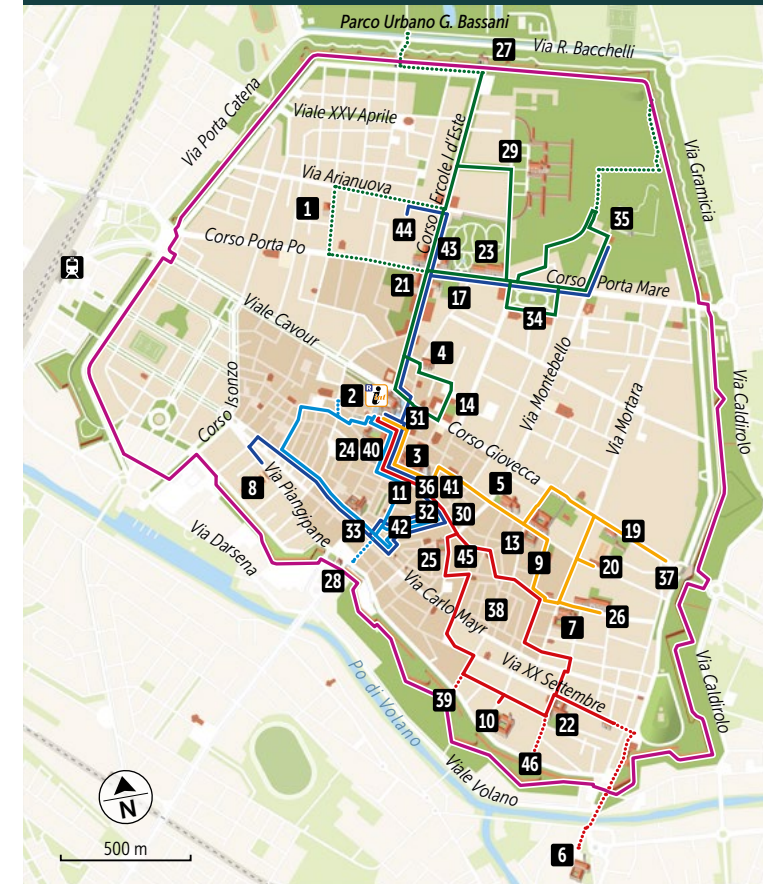 Parco Urbano G. Bassani
27
Via R. Bacchelli
Via Porta Catena
Viale XXV Aprile
Corso Ercole I d'Este
29
Via Gramicia
Via Arianuova
1
44
35
Corso Porta Po
43
23
21
17
Corso Porta Mare
34
Viale Cavour
4
Via Montebello
Via Mortara
Via Caldirolo
2
14
31
Corso Isonzo
Corso Giovecca
24
40
3
8
Via Piangipane
11
36
41
5
32
30
19
33
42
13
9
20
37
Via Darsena
28
25
45
Via Carlo Mayr
38
7
26
Via XX Settembre
Via Caldirolo
Po di Volano
39
10
22
46
Viale Volano
N
500 m
6